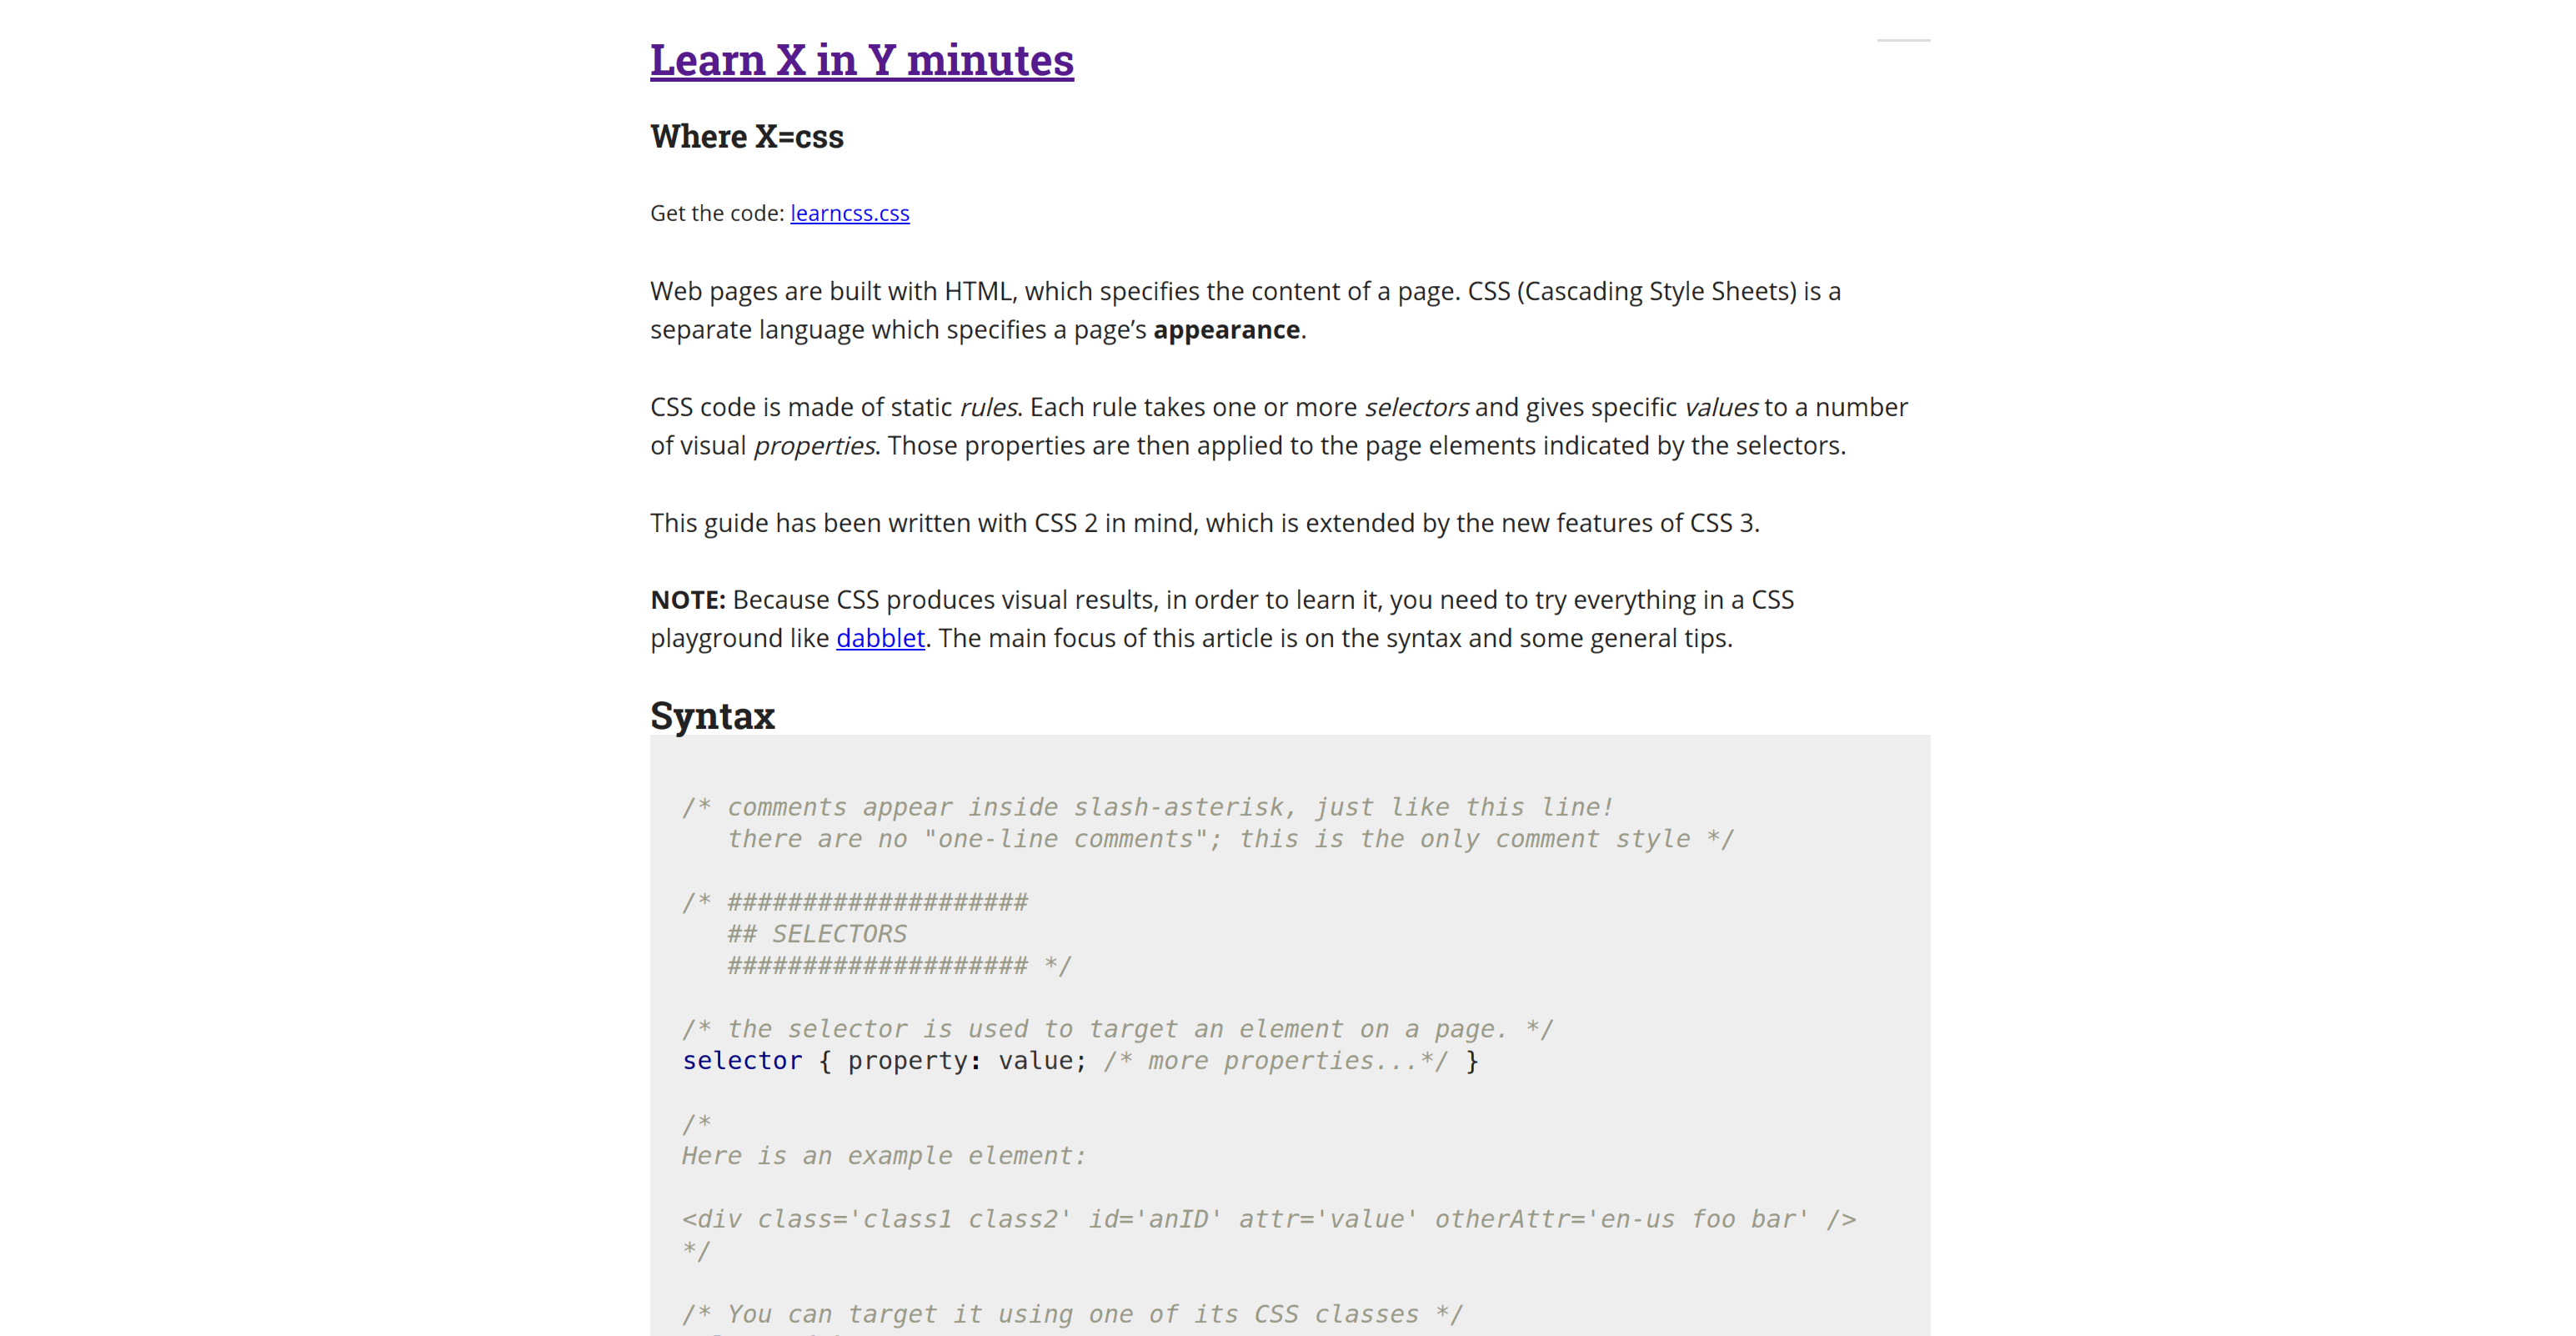 Learn X in Y minutes
Where X=css
Get the code: learncss.css
Web pages are built with HTML, which specifies the content of a page. CSS (Cascading Style Sheets) is a
separate language which specifies a page’s appearance.
CSS code is made of static rules. Each rule takes one or more selectors and gives specific values to a number
of visual properties. Those properties are then applied to the page elements indicated by the selectors.
This guide has been written with CSS 2 in mind, which is extended by the new features of CSS 3.
NOTE: Because CSS produces visual results, in order to learn it, you need to try everything in a CSS
playground like dabblet. The main focus of this article is on the syntax and some general tips.
Syntax
/* comments appear inside slash-asterisk, just like this line!
   there are no "one-line comments"; this is the only comment style */
/* ####################
   ## SELECTORS
   #################### */
/* the selector is used to target an element on a page. */
selector { property: value; /* more properties...*/ }
/*
Here is an example element:
<div class='class1 class2' id='anID' attr='value' otherAttr='en-us foo bar' />
*/
/* You can target it using one of its CSS classes */